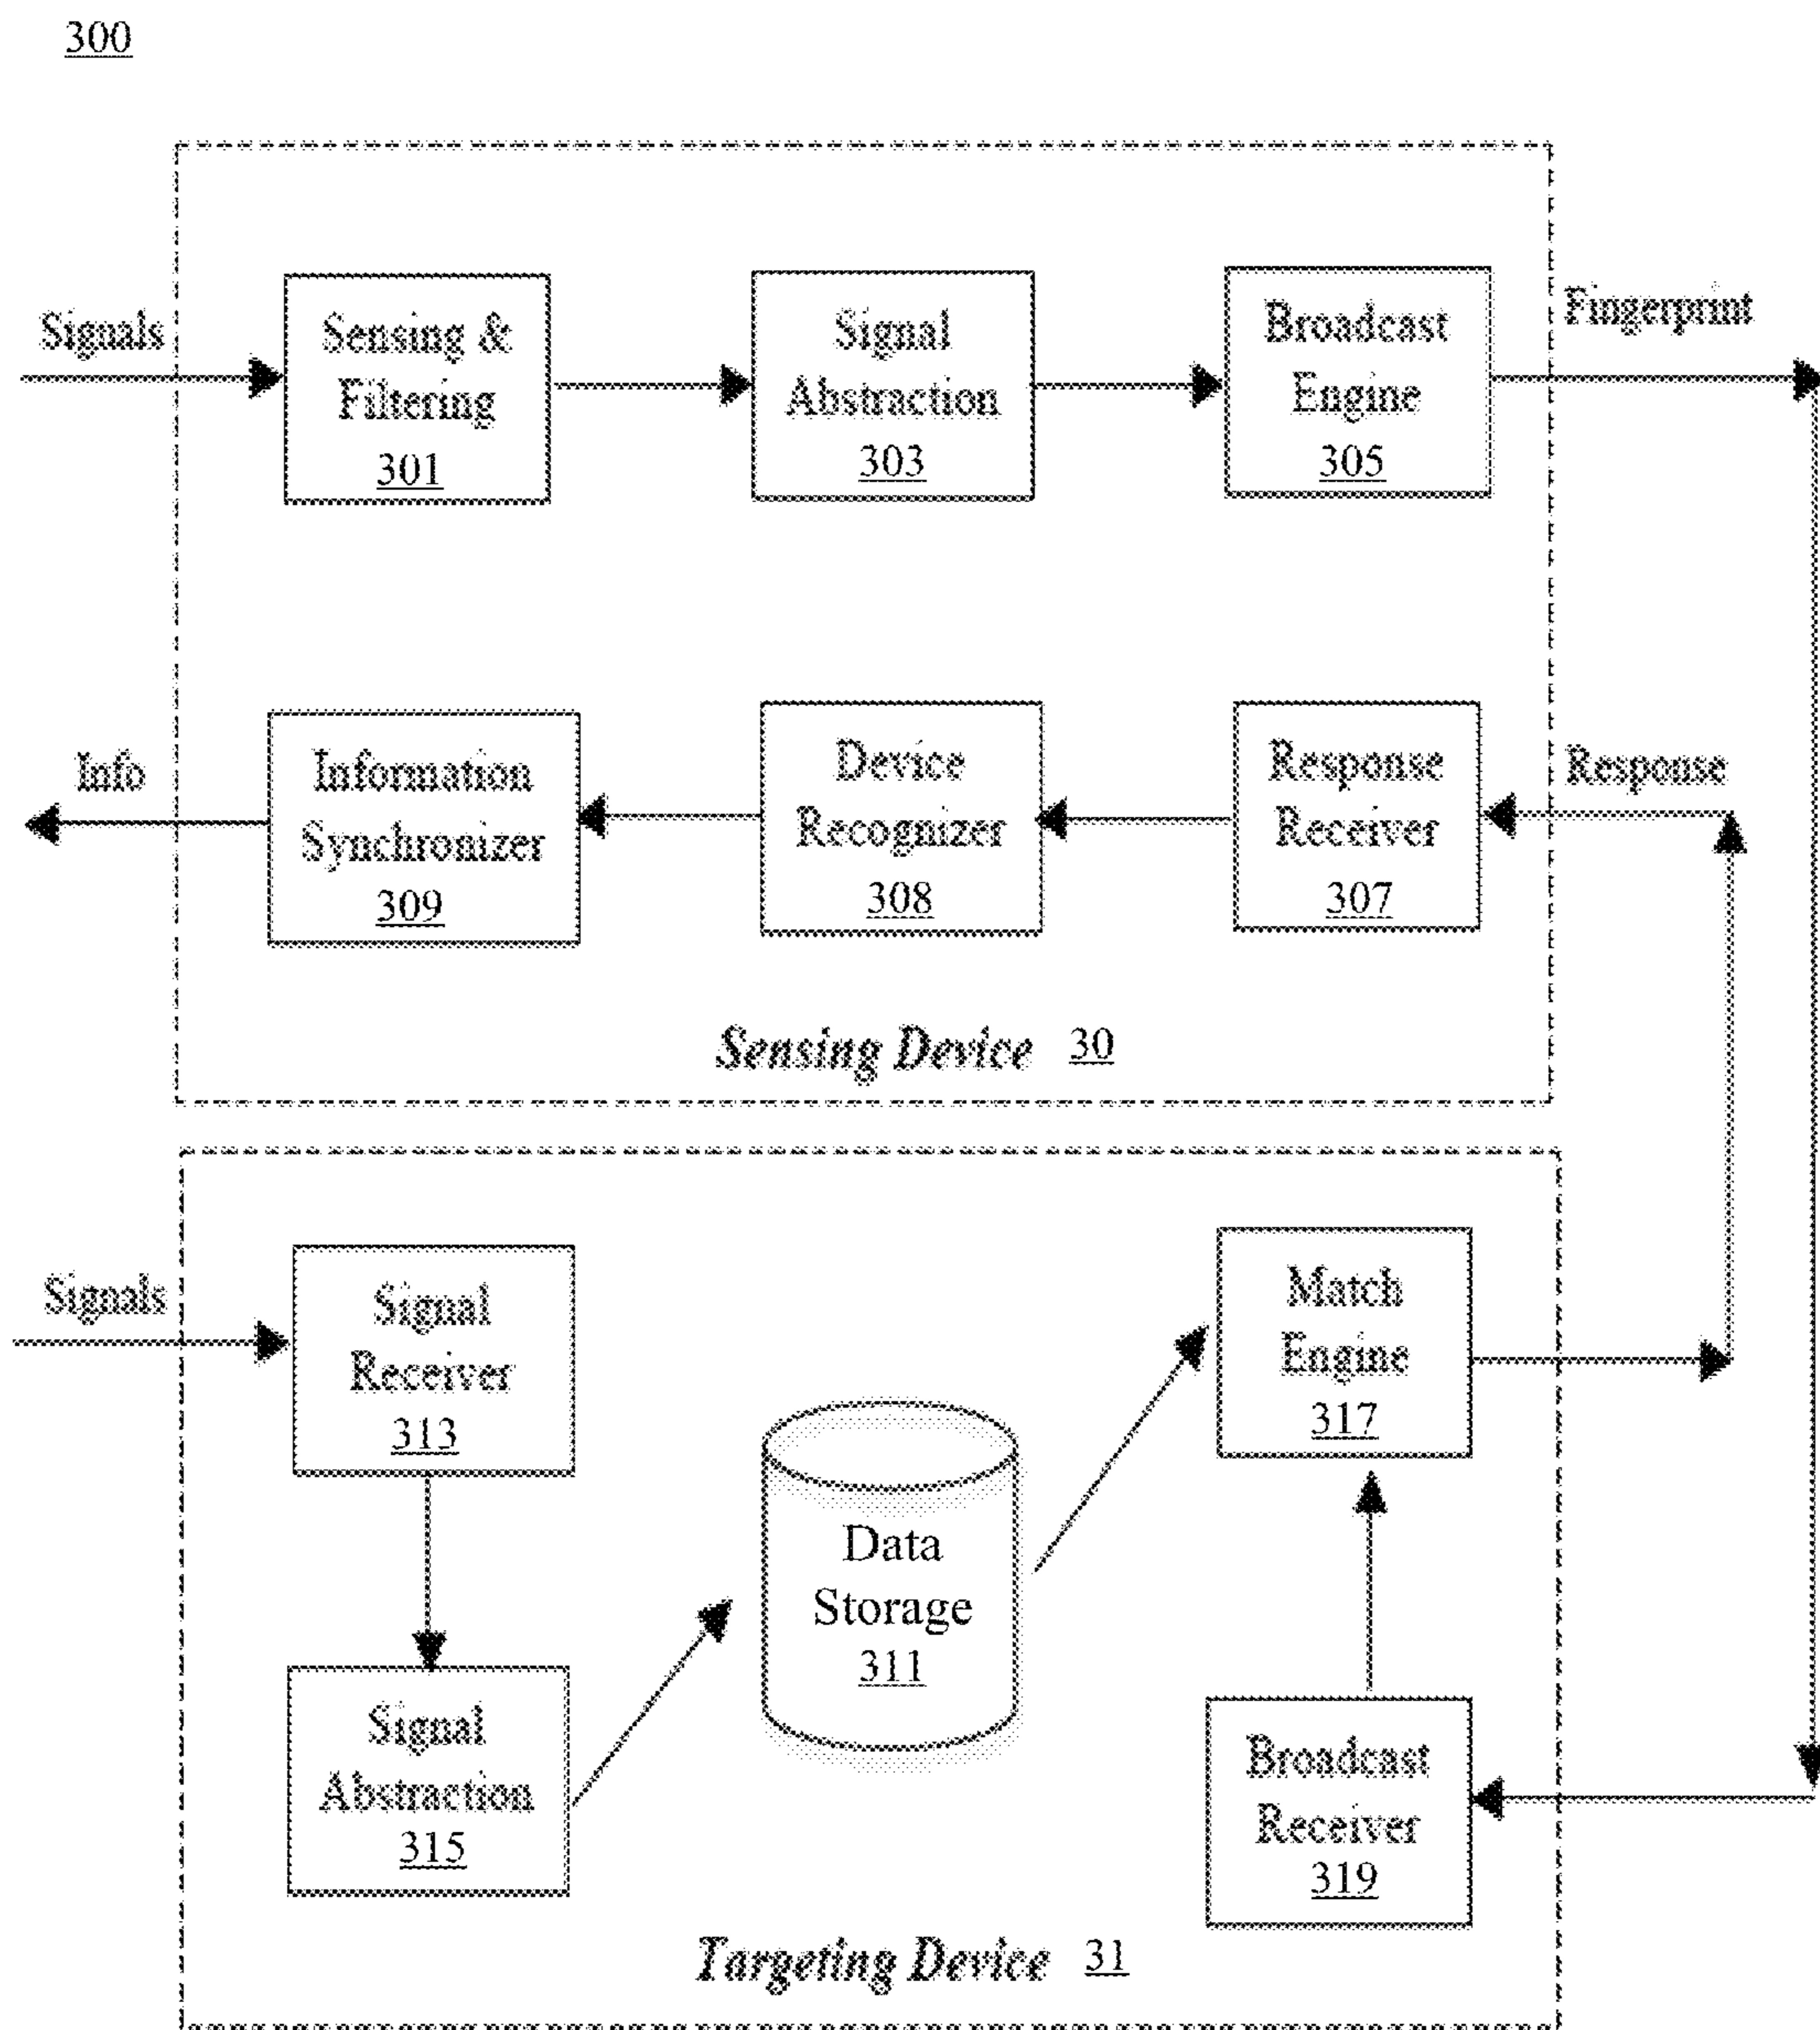 300
Signals
Sensing &
Filtering
301
Signal
Abstraction
303
Broadcast
Engine
305
Fingerprint
Info
Information
Synchronizer
309
Device
Recognizer
308
Response
Receiver
307
Response
Sensing Device 30
Signals
Signal
Receiver
313
Match
Engine
317
Data
Storage
311
Signal
Abstraction
315
Broadcast
Receiver
319
Targeting Device 31